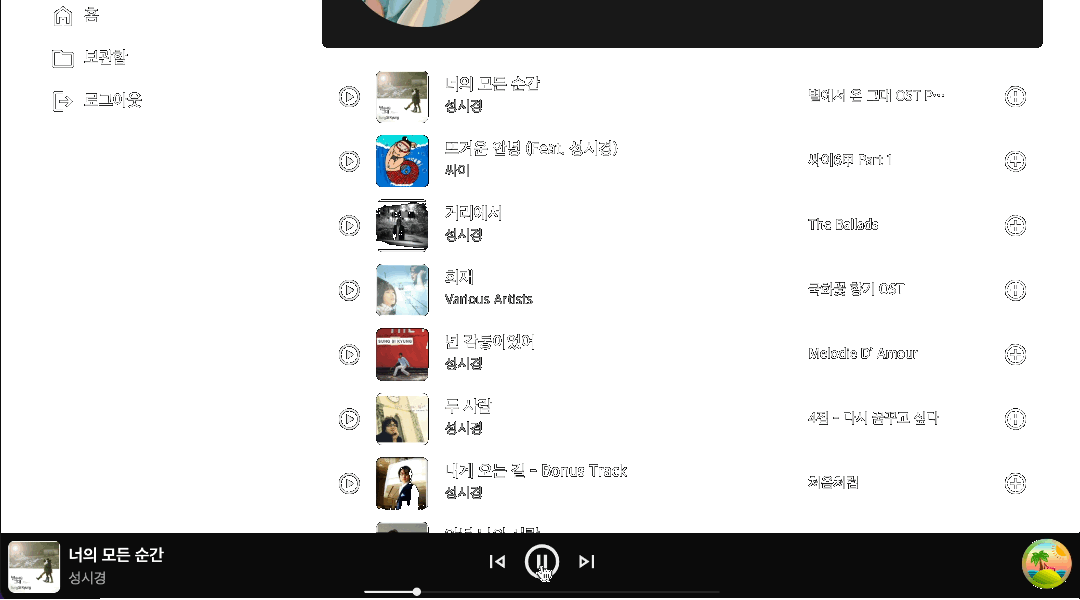 홈
보관함
로그아웃
너의 모든 순간
성시경
별에서 온 그대 OST P…
뜨거운 안녕 (Feat. 성시경)
싸이
싸이6甲 Part 1
거리에서
성시경
The Ballads
희재
Various Artists
국화꽃 향기 OST
넌 감동이었어
성시경
Melodie D' Amour
두 사람
성시경
4집 - 다시 꿈꾸고 싶다
내게 오는 길 - Bonus Track
성시경
처음처럼
너의 모든 순간
성시경